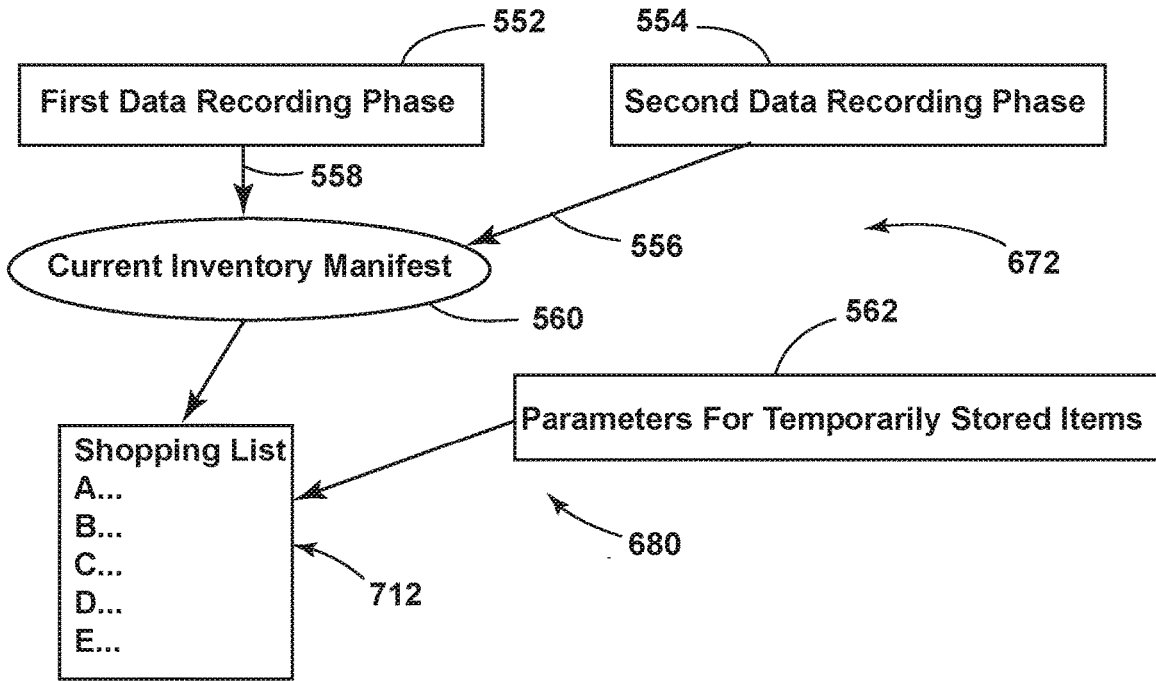 552
554
First Data Recording Phase
Second Data Recording Phase
558
556
672
Current Inventory Manifest
560
562
Parameters For Temporarily Stored Items
Shopping List
A...
B...
C...
D...
E...
680
712